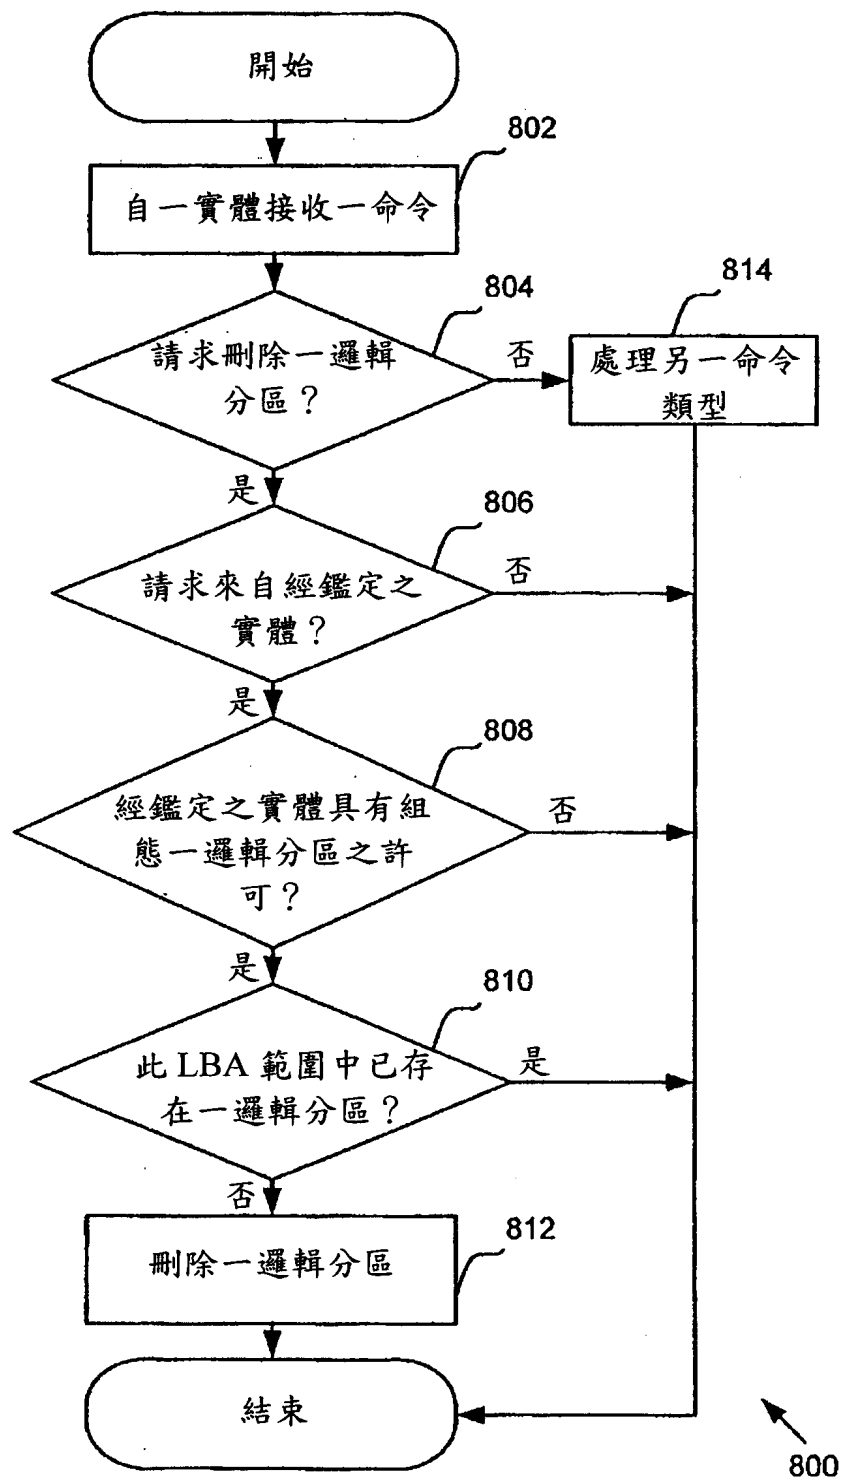 開始
802
自一實體接收一命令
804
請求刪除一邏輯
分區?
否
814
處理另一命令
類型
是
806
請求來自經鑑定之
實體?
否
是
808
經鑑定之實體具有組
態一邏輯分區之許
可?
否
是
810
此 LBA 範圍中已存
在一邏輯分區?
是
否
812
刪除一邏輯分區
結束
800